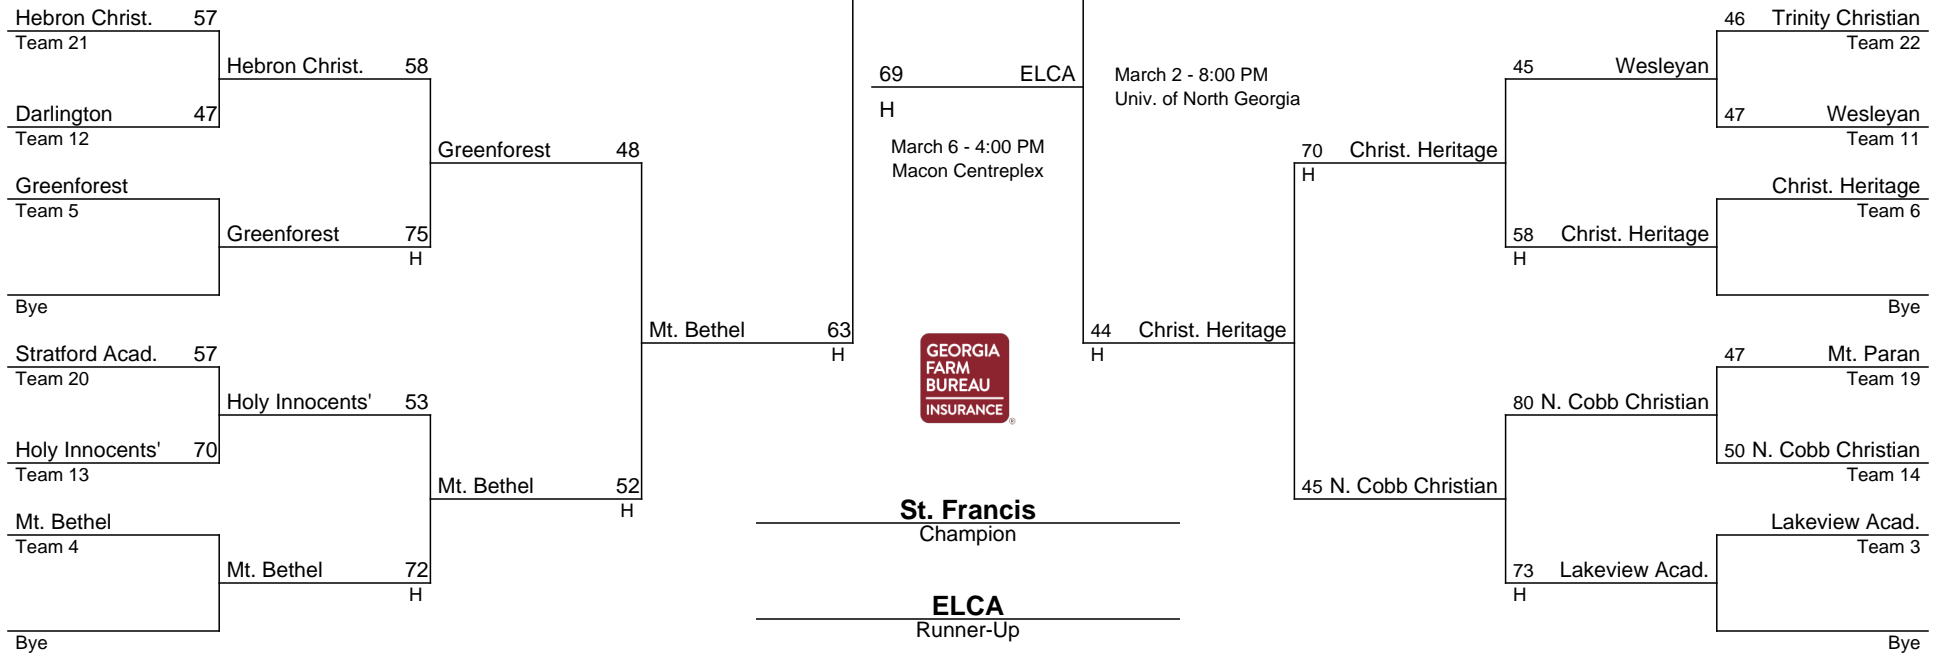 Hebron Christ. 57
Team 21
Hebron Christ. 58
Darlington 47
Team 12
Greenforest 48
Greenforest
Team 5
Greenforest 75
H
Bye
Mt. Bethel 63
H
Stratford Acad. 57
Team 20
Holy Innocents' 53
Holy Innocents' 70
Team 13
Mt. Bethel 52
H
Mt. Bethel
Team 4
Mt. Bethel 72
H
Bye
69 ELCA
H
March 6 - 4:00 PM
Macon Centreplex
March 2 - 8:00 PM
Univ. of North Georgia
GEORGIA
FARM
BUREAU
INSURANCE
®
St. Francis
Champion
ELCA
Runner-Up
46 Trinity Christian
Team 22
45 Wesleyan
47 Wesleyan
Team 11
70 Christ. Heritage
H
Christ. Heritage
Team 6
58 Christ. Heritage
H
Bye
44 Christ. Heritage
H
47 Mt. Paran
Team 19
80 N. Cobb Christian
50 N. Cobb Christian
Team 14
45 N. Cobb Christian
Lakeview Acad.
Team 3
73 Lakeview Acad.
H
Bye